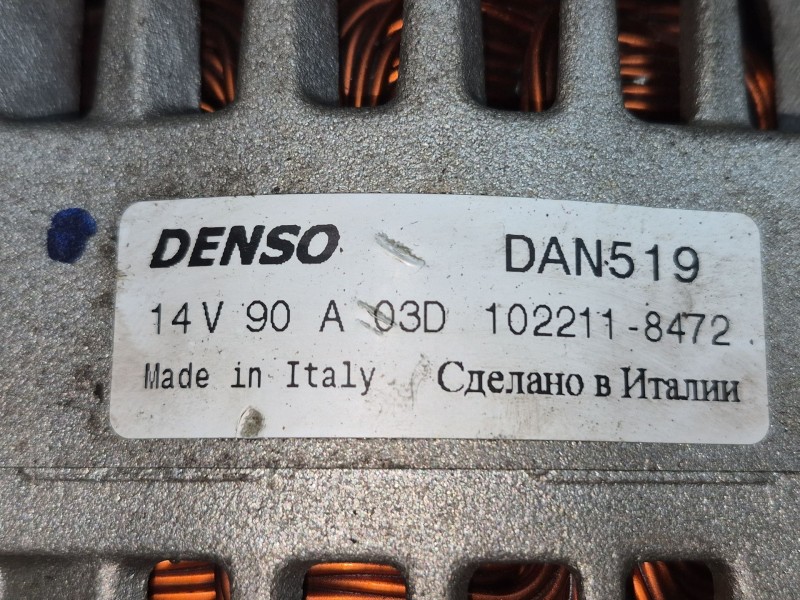 DENSO DAN519
14V 90 A 03D 102211-8472
Made in Italy Сделано в Италии